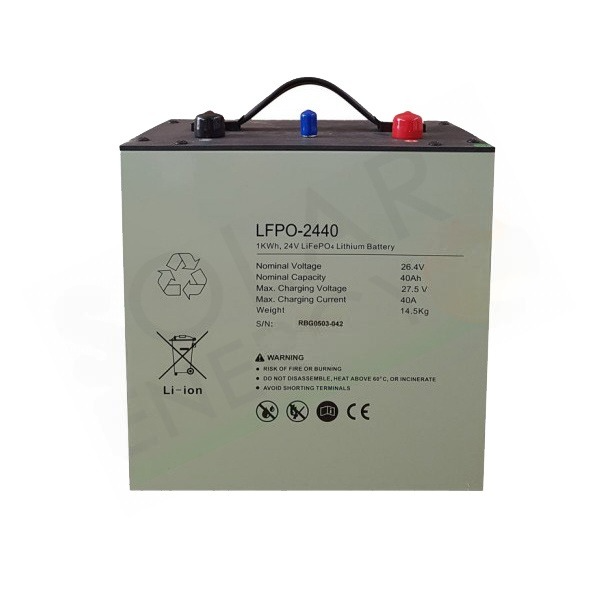 LFPO-2440
1KWh, 24V LiFePO4 Lithium Battery
Nominal Voltage 26.4V
Nominal Capacity 40Ah
Max. Charging Voltage 27.5 V
Max. Charging Current 40A
Weight 14.5Kg
S/N: RBG0503-042
WARNING
RISK OF FIRE OR BURNING
DO NOT DISASSEMBLE, HEAT ABOVE 60°C, OR INCINERATE
AVOID SHORTING TERMINALS
Li-ion
CE
SOLAR
ENERGY